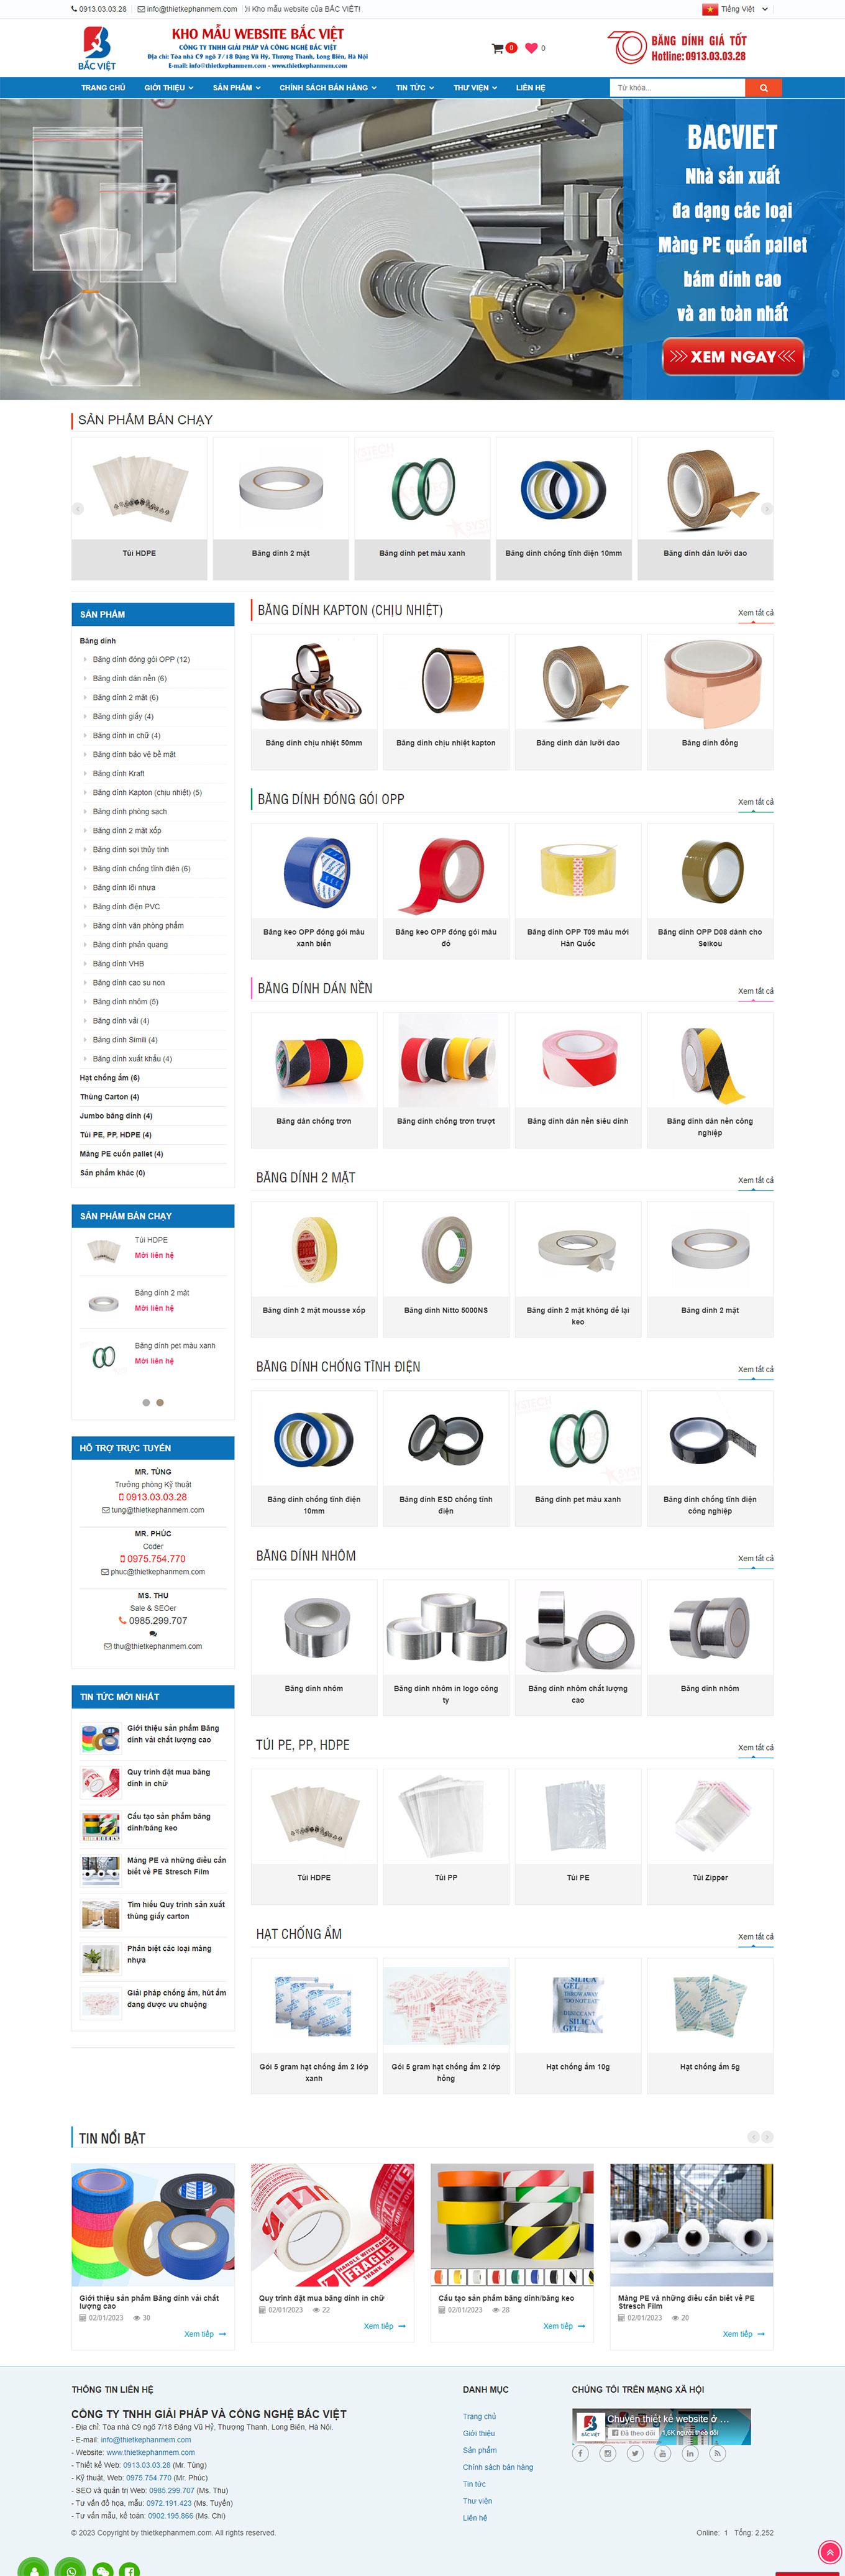 0913.03.03.28 info@thietkephanmem.com Kho mẫu website của BẮC VIỆT!
Tiếng Việt
BẮC VIỆT
KHO MẪU WEBSITE BẮC VIỆT
CÔNG TY TNHH GIẢI PHÁP VÀ CÔNG NGHỆ BẮC VIỆT
Địa chỉ: Tòa nhà C9 ngõ 7/18 Đặng Vũ Hỷ, Thượng Thanh, Long Biên, Hà Nội
E-mail: info@thietkephanmem.com - www.thietkephanmem.com
0
0
BĂNG DÍNH GIÁ TỐT
Hotline: 0913.03.03.28
TRANG CHỦ GIỚI THIỆU SẢN PHẨM CHÍNH SÁCH BÁN HÀNG TIN TỨC THƯ VIỆN LIÊN HỆ
Từ khóa...
BACVIET
Nhà sản xuất
đa dạng các loại
Màng PE quấn pallet
bám dính cao
và an toàn nhất
XEM NGAY
SẢN PHẨM BÁN CHẠY
Túi HDPE
Băng dính 2 mặt
Băng dính pet màu xanh
Băng dính chống tĩnh điện 10mm
Băng dính dán lưỡi dao
SẢN PHẨM
Băng dính
Băng dính đóng gói OPP (12)
Băng dính dán nền (6)
Băng dính 2 mặt (6)
Băng dính giấy (4)
Băng dính in chữ (4)
Băng dính bảo vệ bề mặt
Băng dính Kraft
Băng dính Kapton (chịu nhiệt) (5)
Băng dính phòng sạch
Băng dính 2 mặt xốp
Băng dính sợi thủy tinh
Băng dính chống tĩnh điện (6)
Băng dính lõi nhựa
Băng dính điện PVC
Băng dính văn phòng phẩm
Băng dính phản quang
Băng dính VHB
Băng dính cao su non
Băng dính nhôm (5)
Băng dính vải (4)
Băng dính Simili (4)
Băng dính xuất khẩu (4)
Hạt chống ẩm (6)
Thùng Carton (4)
Jumbo băng dính (4)
Túi PE, PP, HDPE (4)
Màng PE cuốn pallet (4)
Sản phẩm khác (0)
SẢN PHẨM BÁN CHẠY
Túi HDPE
Mời liên hệ
Băng dính 2 mặt
Mời liên hệ
Băng dính pet màu xanh
Mời liên hệ
HỖ TRỢ TRỰC TUYẾN
MR. TÙNG
Trưởng phòng Kỹ thuật
0913.03.03.28
tung@thietkephanmem.com
MR. PHÚC
Coder
0975.754.770
phuc@thietkephanmem.com
MS. THU
Sale & SEOer
0985.299.707
thu@thietkephanmem.com
TIN TỨC MỚI NHẤT
Giới thiệu sản phẩm Băng
dính vải chất lượng cao
Quy trình đặt mua băng
dính in chữ
Cấu tạo sản phẩm băng
dính/băng keo
Màng PE và những điều cần
biết về PE Stresch Film
Tìm hiểu Quy trình sản xuất
thùng giấy carton
Phân biệt các loại màng
nhựa
Giải pháp chống ẩm, hút ẩm
đang được ưu chuộng
BĂNG DÍNH KAPTON (CHỊU NHIỆT)
Xem tất cả
Băng dính chịu nhiệt 50mm
Băng dính chịu nhiệt kapton
Băng dính dán lưỡi dao
Băng dính đồng
BĂNG DÍNH ĐÓNG GÓI OPP
Xem tất cả
Băng keo OPP đóng gói màu
xanh biển
Băng keo OPP đóng gói màu
đỏ
Băng dính OPP T09 màu mới
Hàn Quốc
Băng dính OPP D08 dành cho
Seikou
BĂNG DÍNH DÁN NỀN
Xem tất cả
Băng dán chống trơn
Băng dính chống trơn trượt
Băng dính dán nền siêu dính
Băng dính dán nền công
nghiệp
BĂNG DÍNH 2 MẶT
Xem tất cả
Băng dính 2 mặt mousse xốp
Băng dính Nitto 5000NS
Băng dính 2 mặt không để lại
keo
Băng dính 2 mặt
BĂNG DÍNH CHỐNG TĨNH ĐIỆN
Xem tất cả
Băng dính chống tĩnh điện
10mm
Băng dính ESD chống tĩnh
điện
Băng dính pet màu xanh
Băng dính chống tĩnh điện
công nghiệp
BĂNG DÍNH NHÔM
Xem tất cả
Băng dính nhôm
Băng dính nhôm in logo công
ty
Băng dính nhôm chất lượng
cao
Băng dính nhôm
TÚI PE, PP, HDPE
Xem tất cả
Túi HDPE
Túi PP
Túi PE
Túi Zipper
HẠT CHỐNG ẨM
Xem tất cả
SILICA
GEL
THROW AWAY
"DO NOT EAT"
DESICCANT
SILICA
GEL
Gói 5 gram hạt chống ẩm 2 lớp
xanh
Gói 5 gram hạt chống ẩm 2 lớp
hồng
Hạt chống ẩm 10g
Hạt chống ẩm 5g
TIN NỔI BẬT
FRAGILE
HANDLE WITH CARE
THANK YOU
Giới thiệu sản phẩm Băng dính vải chất
lượng cao
02/01/2023 30
Xem tiếp
Quy trình đặt mua băng dính in chữ
02/01/2023 22
Xem tiếp
Cấu tạo sản phẩm băng dính/băng keo
02/01/2023 28
Xem tiếp
Màng PE và những điều cần biết về PE
Stresch Film
02/01/2023 20
Xem tiếp
THÔNG TIN LIÊN HỆ
CÔNG TY TNHH GIẢI PHÁP VÀ CÔNG NGHỆ BẮC VIỆT
- Địa chỉ: Tòa nhà C9 ngõ 7/18 Đặng Vũ Hỷ, Thượng Thanh, Long Biên, Hà Nội.
- E-mail: info@thietkephanmem.com
- Website: www.thietkephanmem.com
- Thiết kế Web: 0913.03.03.28 (Mr. Tùng)
- Kỹ thuật, Web: 0975.754.770 (Mr. Phúc)
- SEO và quản trị Web: 0985.299.707 (Ms. Thu)
- Tư vấn đồ họa, mẫu: 0972.191.423 (Ms. Tuyến)
- Tư vấn mẫu, kế toán: 0902.195.866 (Ms. Chi)
DANH MỤC
Trang chủ
Giới thiệu
Sản phẩm
Chính sách bán hàng
Tin tức
Thư viện
Liên hệ
CHÚNG TÔI TRÊN MẠNG XÃ HỘI
BẮC VIỆT
Chuyên thiết kế website ở …
Đã theo dõi 1,6K người theo dõi
© 2023 Copyright by thietkephanmem.com. All rights reserved.
Online: 1 Tổng: 2,252